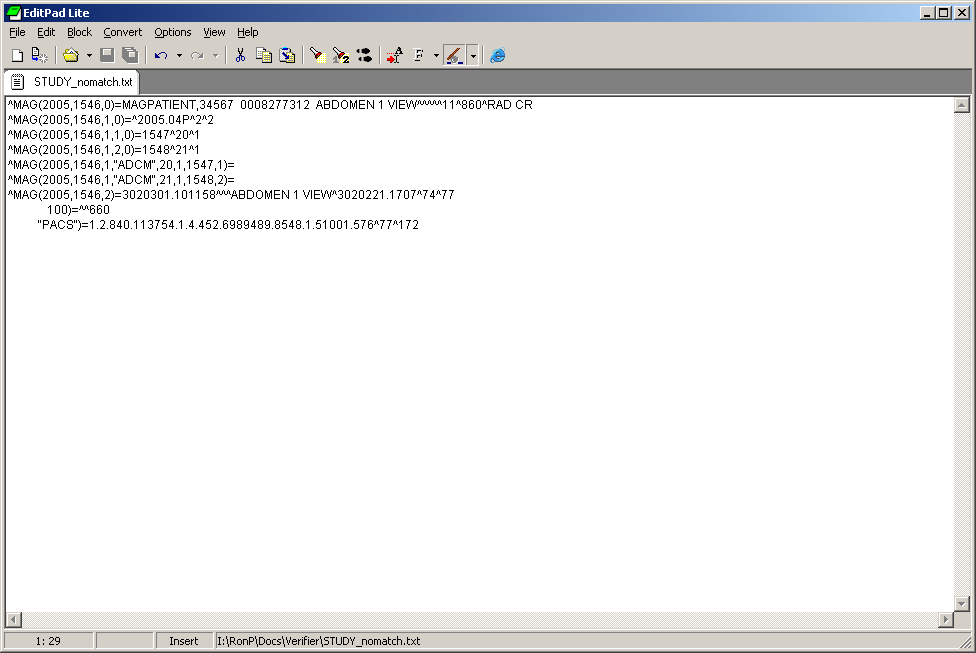 EditPad Lite
File Edit Block Convert Options View Help
STUDY_nomatch.txt
^MAG(2005,1546,0)=MAGPATIENT,34567  0008277312  ABDOMEN 1 VIEW^^^^^11^860^RAD CR
^MAG(2005,1546,1,0)=^2005.04P^2^2
^MAG(2005,1546,1,1,0)=1547^20^1
^MAG(2005,1546,1,2,0)=1548^21^1
^MAG(2005,1546,1,"ADCM",20,1,1547,1)=
^MAG(2005,1546,1,"ADCM",21,1,1548,2)=
^MAG(2005,1546,2)=3020301.101158^^^ABDOMEN 1 VIEW^3020221.1707^74^77
100)=^^660
"PACS")=1.2.840.113754.1.4.452.6989489.8548.1.51001.576^77^172
1: 29 Insert I:\RonP\Docs\Verifier\STUDY_nomatch.txt